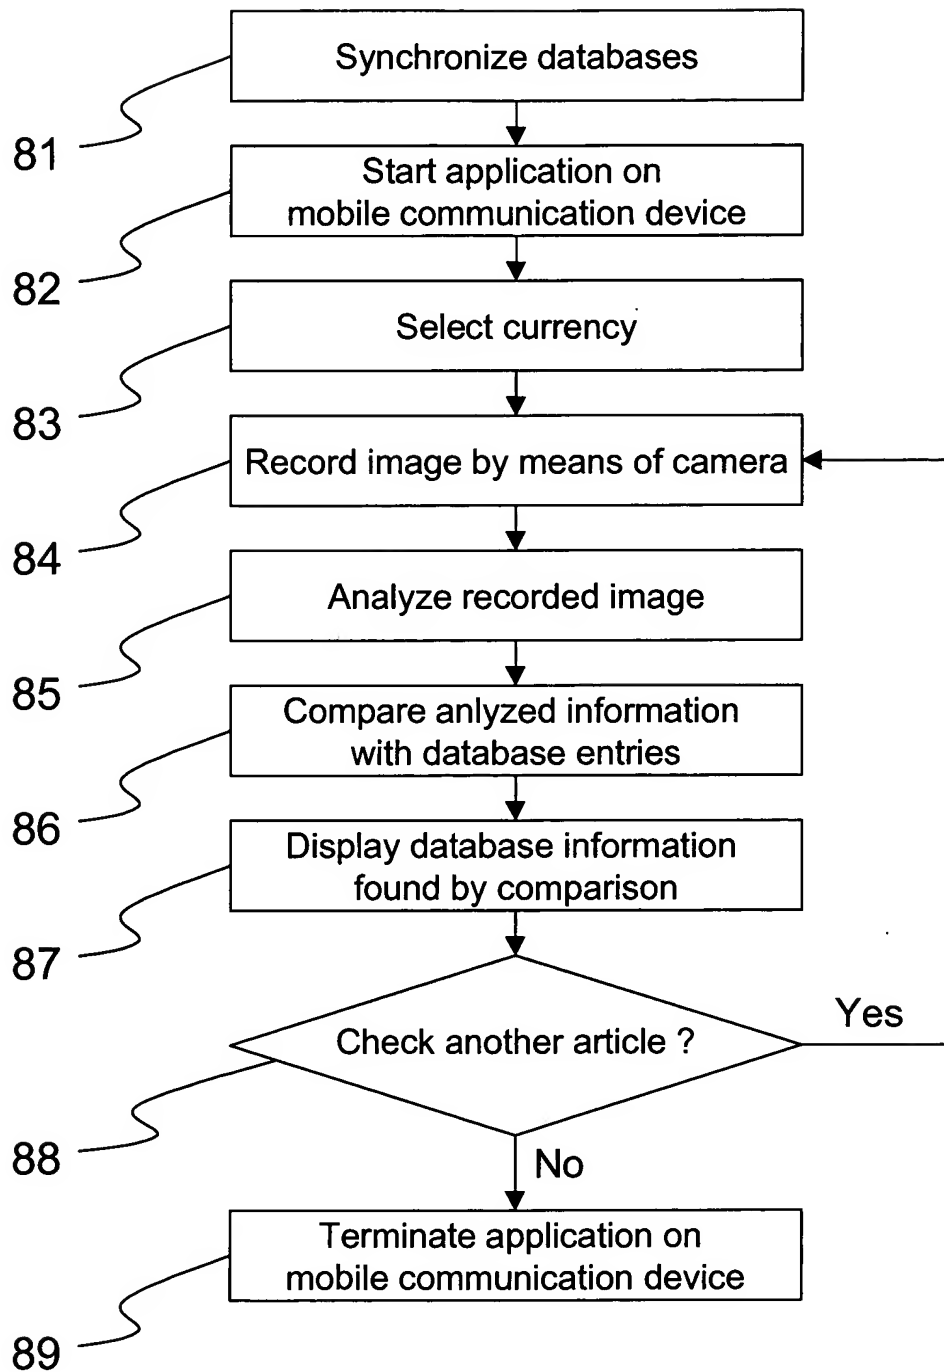 Synchronize databases
81
Start application on
mobile communication device
82
Select currency
83
Record image by means of camera
84
Analyze recorded image
85
Compare anlyzed information
with database entries
86
Display database information
found by comparison
87
Check another article ?
Yes
88
No
Terminate application on
mobile communication device
89